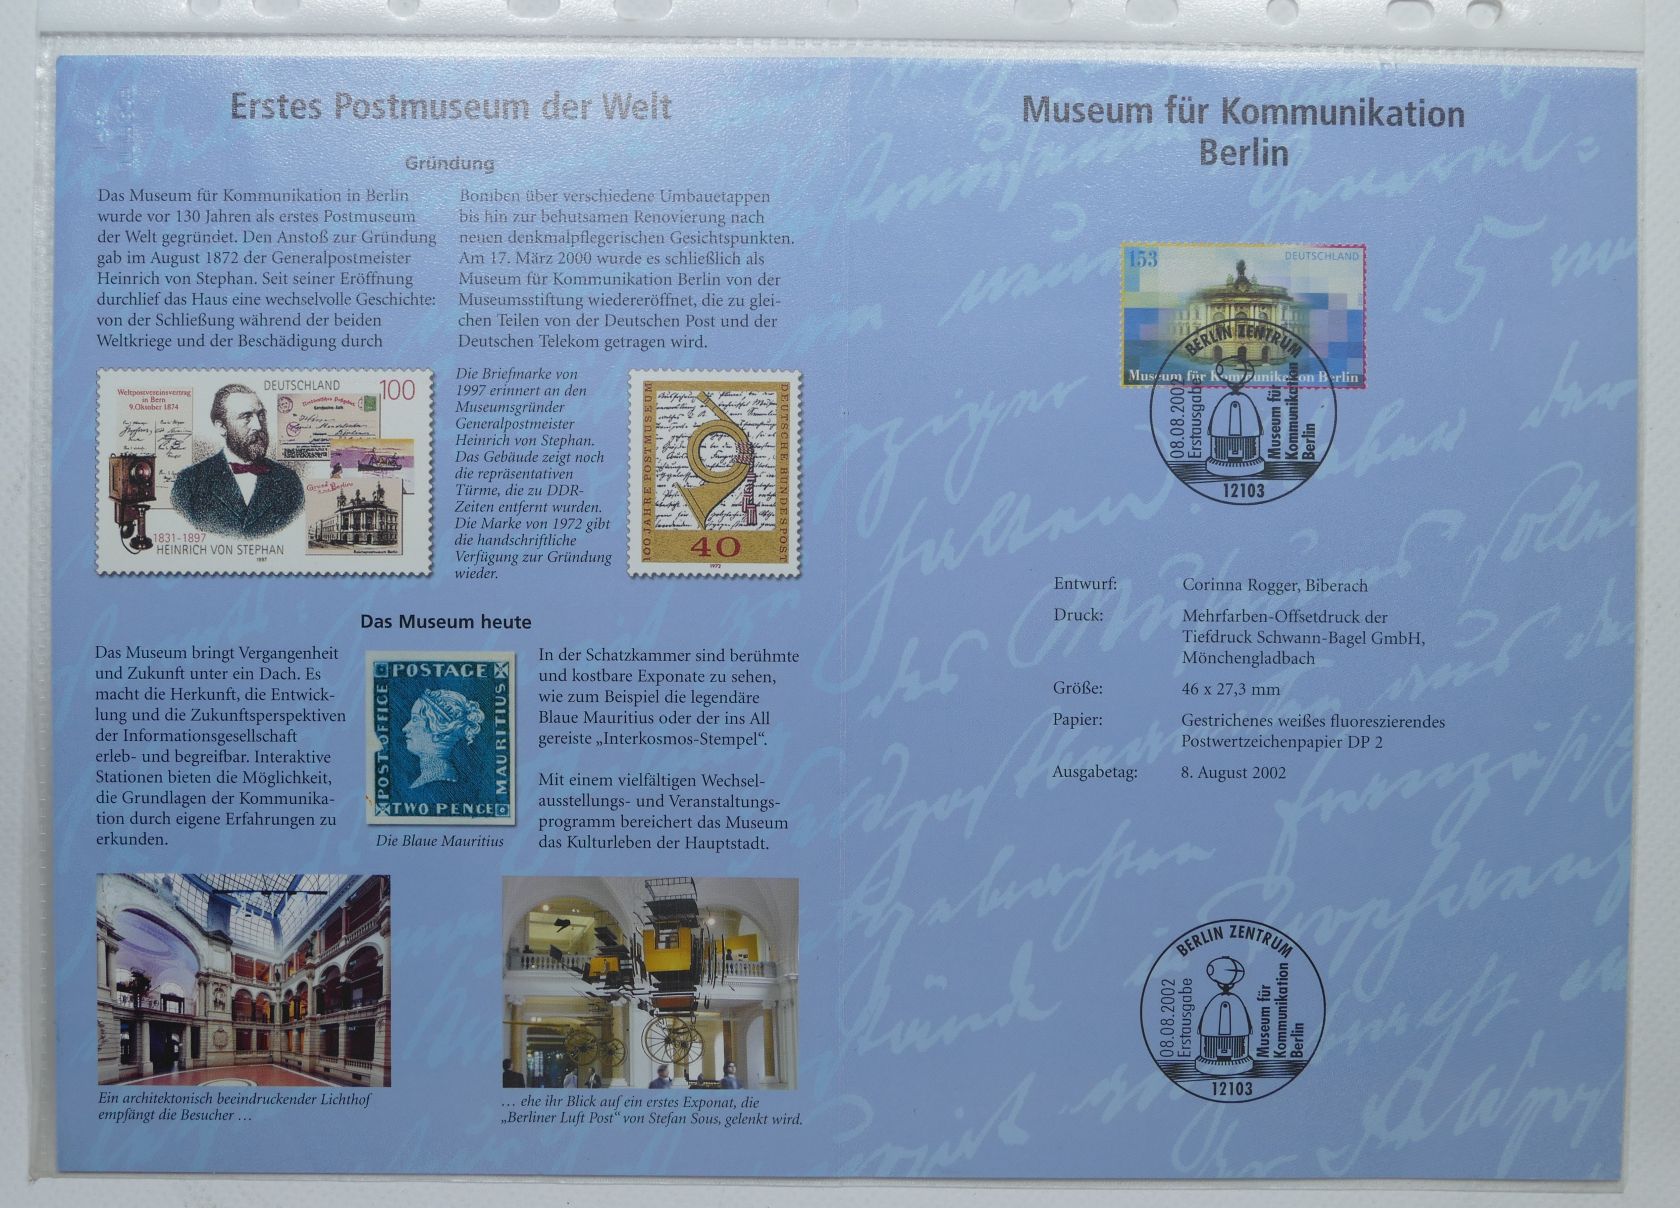 Erstes Postmuseum der Welt
Gründung
Das Museum für Kommunikation in Berlin
wurde vor 130 Jahren als erstes Postmuseum
der Welt gegründet. Den Anstoß zur Gründung
gab im August 1872 der Generalpostmeister
Heinrich von Stephan. Seit seiner Eröffnung
durchlief das Haus eine wechselvolle Geschichte:
von der Schließung während der beiden
Weltkriege und der Beschädigung durch
Bomben über verschiedene Umbauetappen
bis hin zur behutsamen Renovierung nach
neuen denkmalpflegerischen Gesichtspunkten.
Am 17. März 2000 wurde es schließlich als
Museum für Kommunikation Berlin von der
Museumsstiftung wiedereröffnet, die zu glei-
chen Teilen von der Deutschen Post und der
Deutschen Telekom getragen wird.
Weltpostvereinsvertrag
in Bern
9.Oktober 1874
DEUTSCHLAND
100
1831-1897
HEINRICH VON STEPHAN
1997
Die Briefmarke von
1997 erinnert an den
Museumsgründer
Generalpostmeister
Heinrich von Stephan.
Das Gebäude zeigt noch
die repräsentativen
Türme, die zu DDR-
Zeiten entfernt wurden.
Die Marke von 1972 gibt
die handschriftliche
Verfügung zur Gründung
wieder.
100 JAHRE POSTMUSEUM
DEUTSCHE BUNDESPOST
40
1972
Das Museum heute
Das Museum bringt Vergangenheit
und Zukunft unter ein Dach. Es
macht die Herkunft, die Entwick-
lung und die Zukunftsperspektiven
der Informationsgesellschaft
erleb- und begreifbar. Interaktive
Stationen bieten die Möglichkeit,
die Grundlagen der Kommunika-
tion durch eigene Erfahrungen zu
erkunden.
POSTAGE
POST OFFICE
MAURITIUS
TWO PENCE
Die Blaue Mauritius
In der Schatzkammer sind berühmte
und kostbare Exponate zu sehen,
wie zum Beispiel die legendäre
Blaue Mauritius oder der ins All
gereiste „Interkosmos-Stempel“.
Mit einem vielfältigen Wechsel-
ausstellungs- und Veranstaltungs-
programm bereichert das Museum
das Kulturleben der Hauptstadt.
Ein architektonisch beeindruckender Lichthof
empfängt die Besucher …
… ehe ihr Blick auf ein erstes Exponat, die
„Berliner Luft Post“ von Stefan Sous, gelenkt wird.
Museum für Kommunikation
Berlin
153
DEUTSCHLAND
Museum für Kommunikation Berlin
BERLIN ZENTRUM
08.08.2002
Erstausgabe
Museum für
Kommunikation
Berlin
12103
Entwurf: Corinna Rogger, Biberach
Druck: Mehrfarben-Offsetdruck der
Tiefdruck Schwann-Bagel GmbH,
Mönchengladbach
Größe: 46 x 27,3 mm
Papier: Gestrichenes weißes fluoreszierendes
Postwertzeichenpapier DP 2
Ausgabetag: 8. August 2002
BERLIN ZENTRUM
08.08.2002
Erstausgabe
Museum für
Kommunikation
Berlin
12103